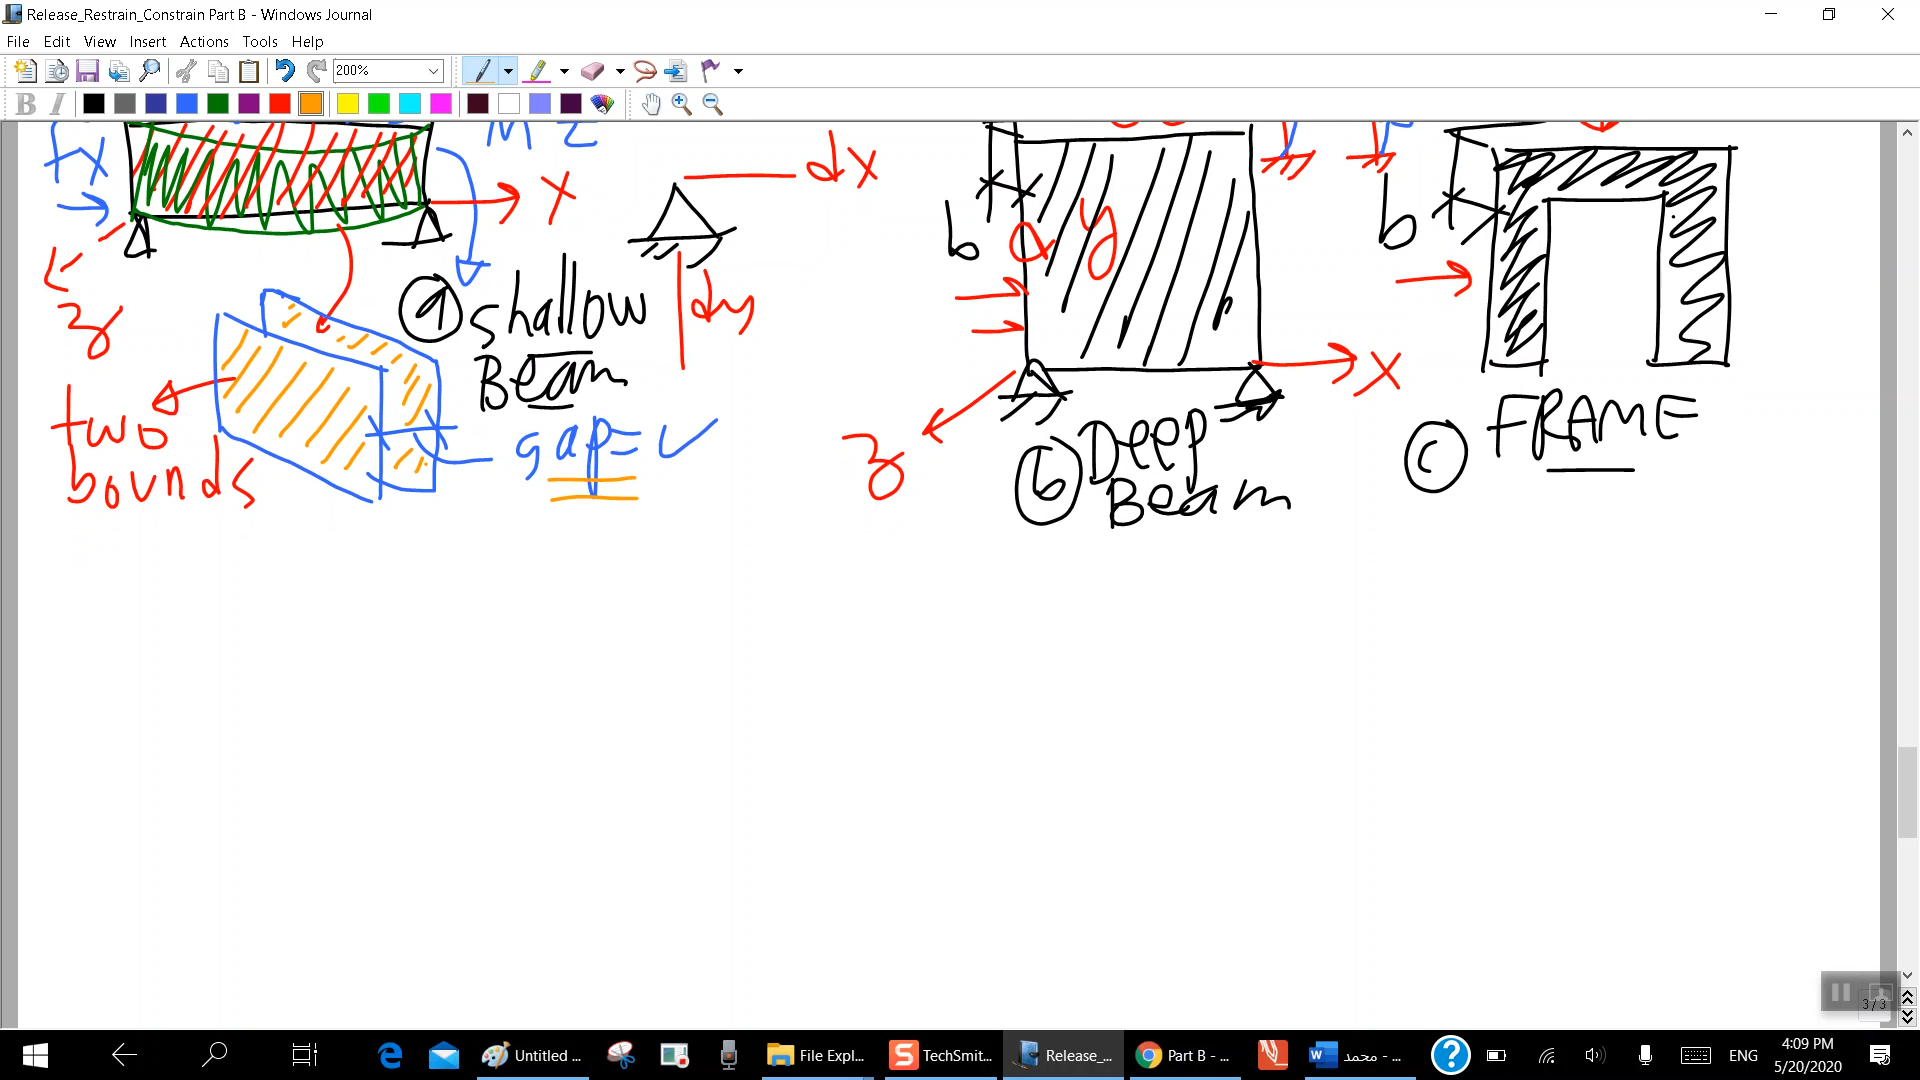 Release_Restrain_Constrain Part B - Windows Journal
File Edit View Insert Actions Tools Help
200%
B I
fx
M z
x
z
dx
dy
a shallow
Beam
two
bounds
gap=
b
a y
x
z
b Deep
Beam
b
c FRAME
3/3
Untitled ...
File Expl...
TechSmit...
Release_...
Part B - ...
محمد - ...
ENG
4:09 PM
5/20/2020